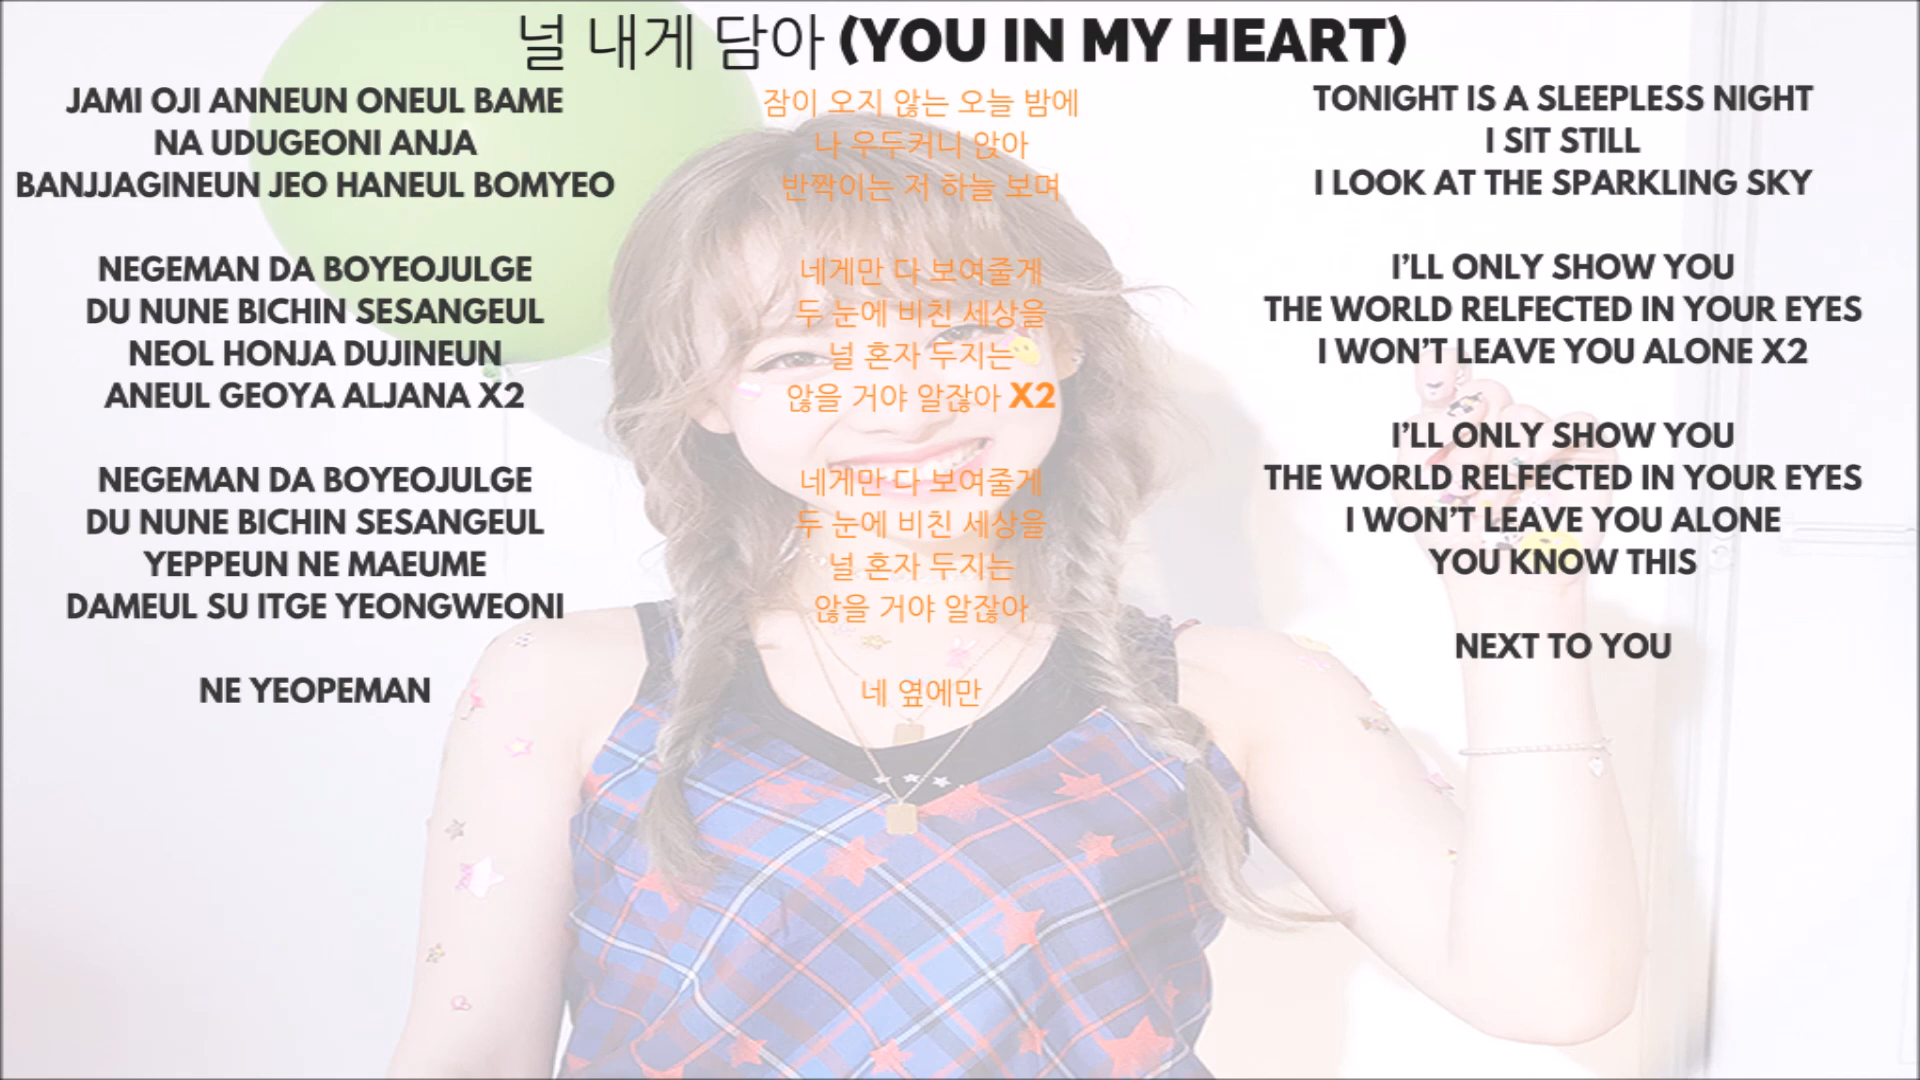 널 내게 담아 (YOU IN MY HEART)
JAMI OJI ANNEUN ONEUL BAME
NA UDUGEONI ANJA
BANJJAGINEUN JEO HANEUL BOMYEO
NEGEMAN DA BOYEOJULGE
DU NUNE BICHIN SESANGEUL
NEOL HONJA DUJINEUN
ANEUL GEOYA ALJANA X2
NEGEMAN DA BOYEOJULGE
DU NUNE BICHIN SESANGEUL
YEPPEUN NE MAEUME
DAMEUL SU ITGE YEONGWEONI
NE YEOPEMAN
잠이 오지 않는 오늘 밤에
나 우두커니 앉아
반짝이는 저 하늘 보며
네게만 다 보여줄게
두 눈에 비친 세상을
널 혼자 두지는
않을 거야 알잖아 X2
네게만 다 보여줄게
두 눈에 비친 세상을
널 혼자 두지는
않을 거야 알잖아
네 옆에만
TONIGHT IS A SLEEPLESS NIGHT
I SIT STILL
I LOOK AT THE SPARKLING SKY
I'LL ONLY SHOW YOU
THE WORLD RELFECTED IN YOUR EYES
I WON'T LEAVE YOU ALONE X2
I'LL ONLY SHOW YOU
THE WORLD RELFECTED IN YOUR EYES
I WON'T LEAVE YOU ALONE
YOU KNOW THIS
NEXT TO YOU